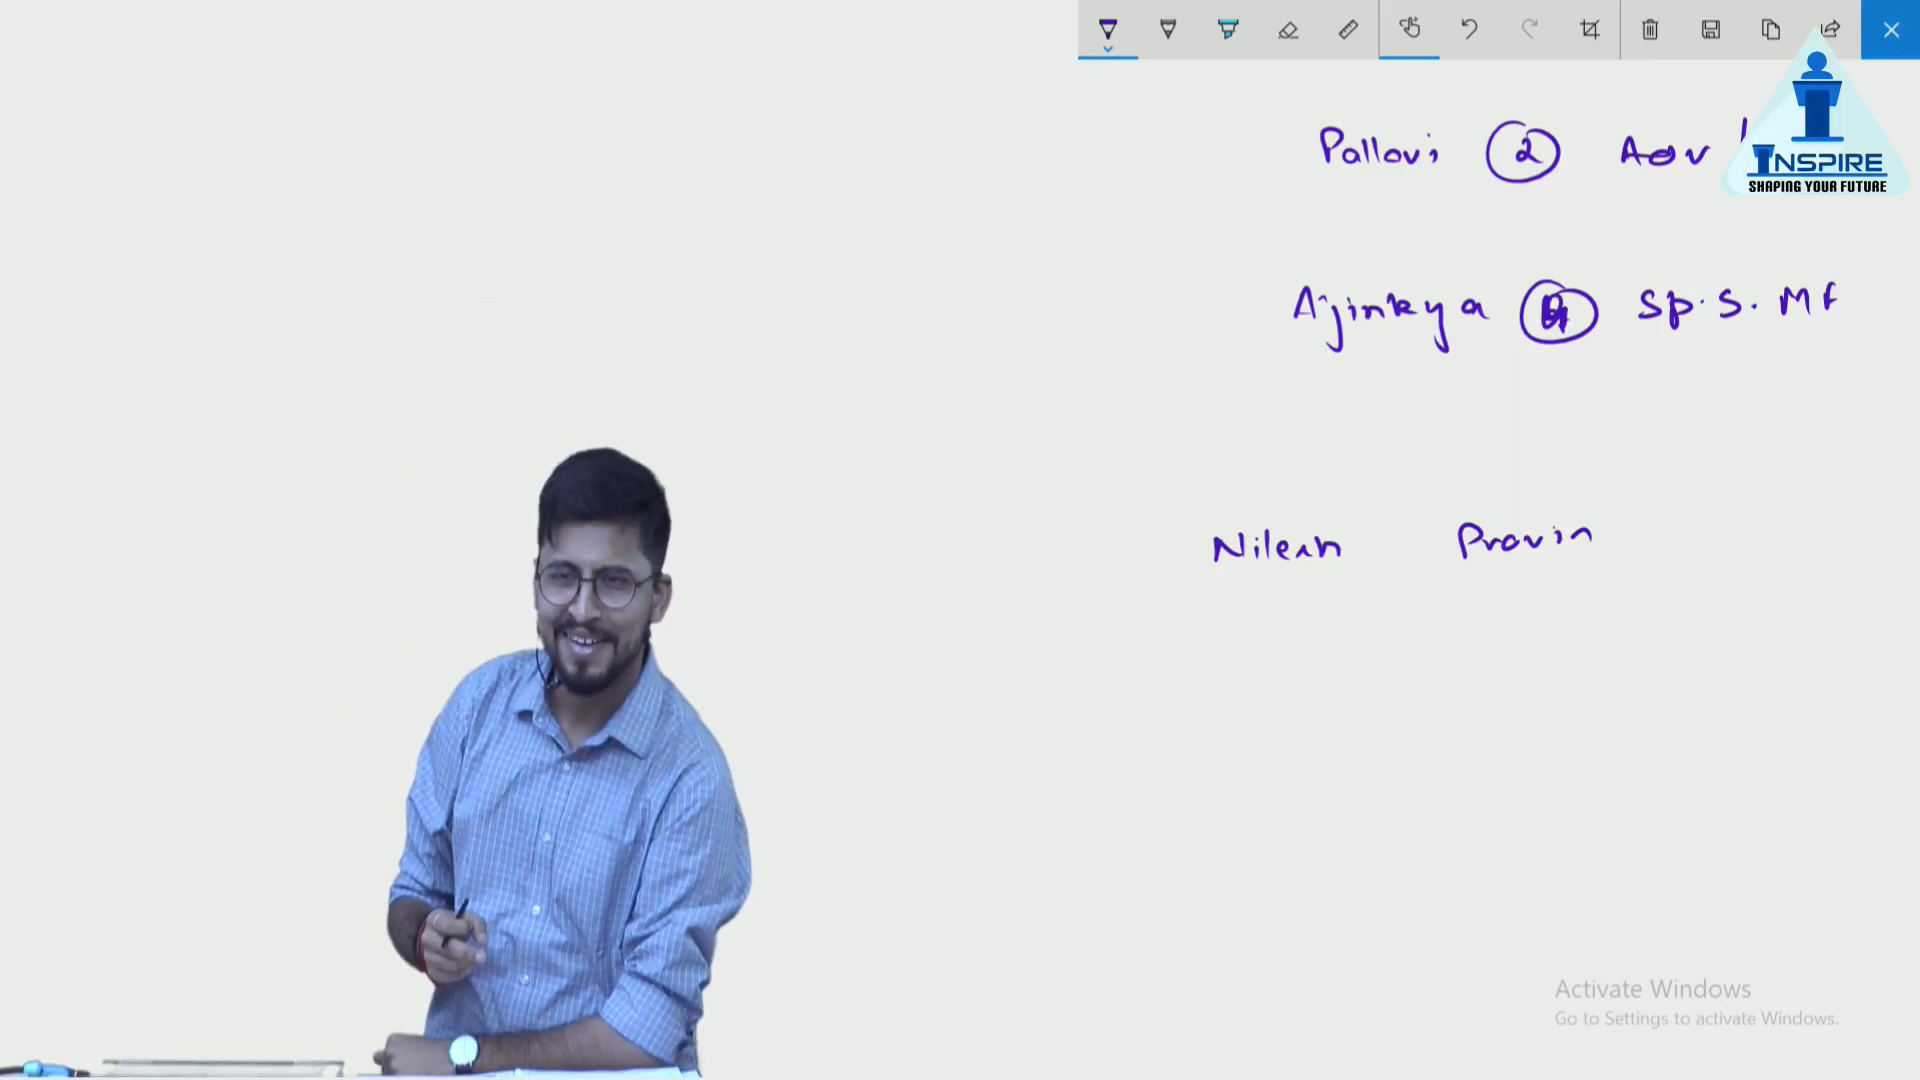 Pallavi 2 Adv
INSPIRE
SHAPING YOUR FUTURE
Ajinkya Sp. S. Mf
Nilesh Pravin
Activate Windows
Go to Settings to activate Windows.